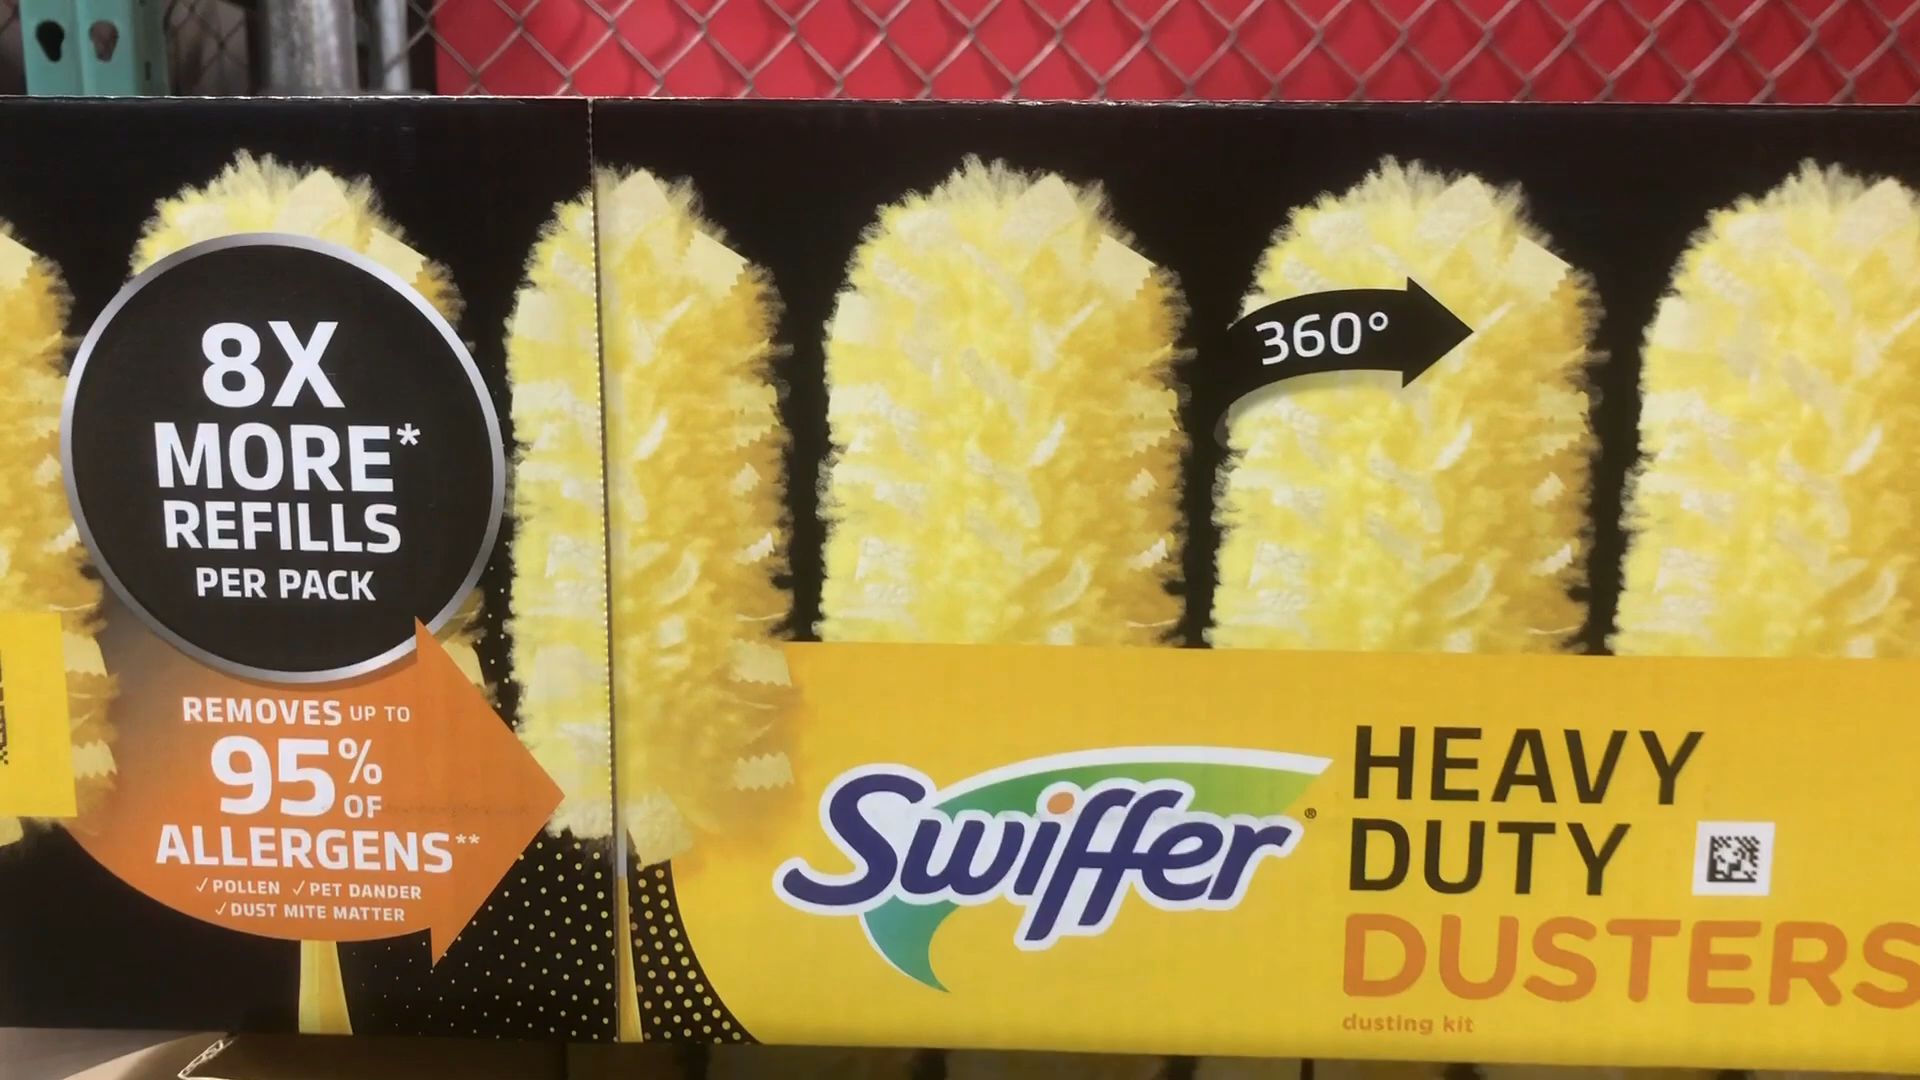 8X
MORE*
REFILLS
PER PACK
REMOVES UP TO
95%
OF
ALLERGENS**
✓POLLEN ✓PET DANDER
✓DUST MITE MATTER
360°
Swiffer®
HEAVY
DUTY
DUSTERS
dusting kit